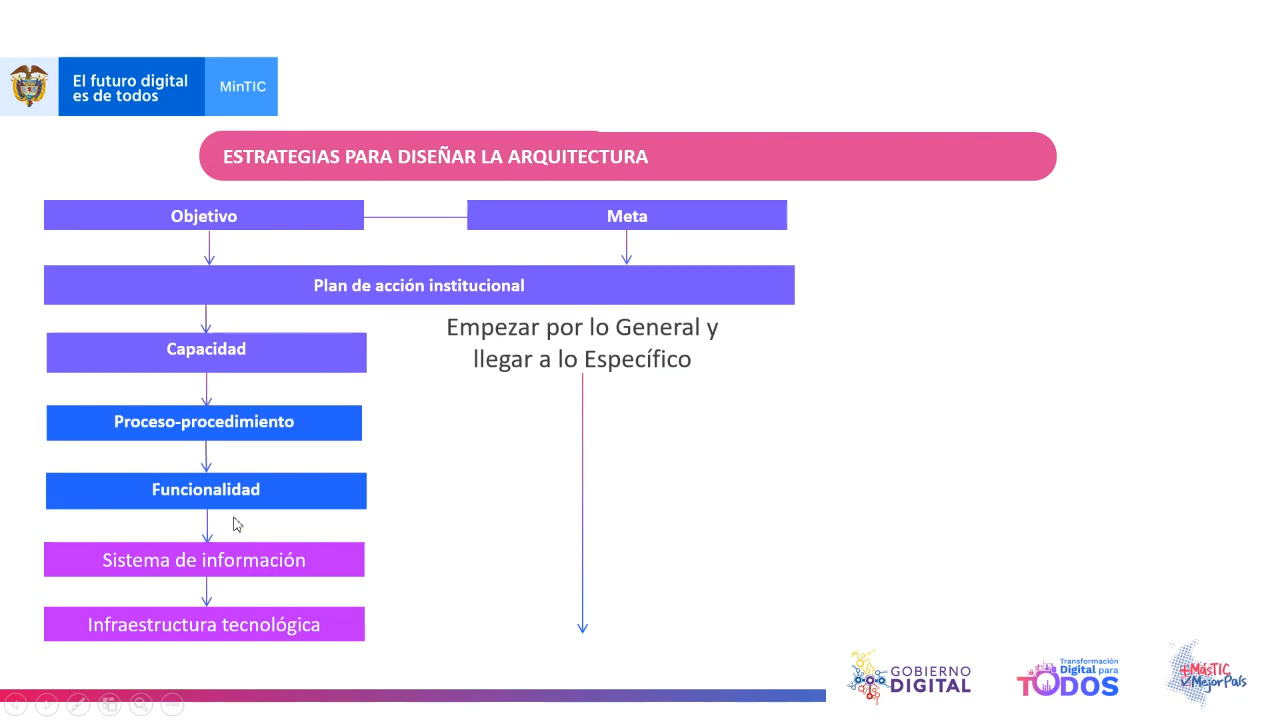 El futuro digital
es de todos
MinTIC
ESTRATEGIAS PARA DISEÑAR LA ARQUITECTURA
Objetivo
Meta
Plan de acción institucional
Empezar por lo General y
llegar a lo Específico
Capacidad
Proceso-procedimiento
Funcionalidad
Sistema de información
Infraestructura tecnológica
GOBIERNO
DIGITAL
Transformación
Digital para
TODOS
+MásTIC
✓MejorPaís